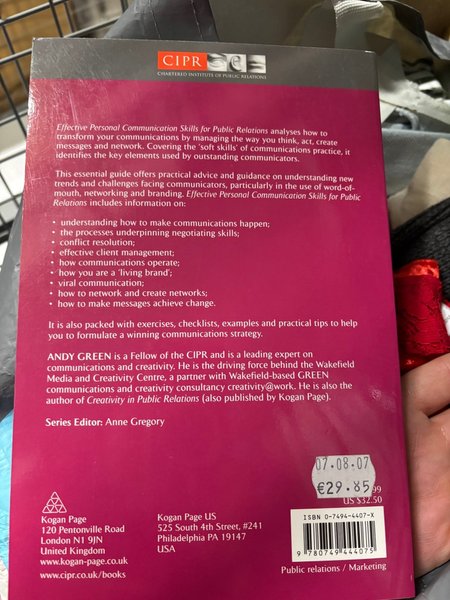 CIPR
CHARTERED INSTITUTE OF PUBLIC RELATIONS
Effective Personal Communication Skills for Public Relations analyses how to
transform your communications by managing the way you think, act, create
messages and network. Covering the 'soft skills' of communications practice, it
identifies the key elements used by outstanding communicators.
This essential guide offers practical advice and guidance on understanding new
trends and challenges facing communicators, particularly in the use of word-of-
mouth, networking and branding. Effective Personal Communication Skills for Public
Relations includes information on:
• understanding how to make communications happen;
• the processes underpinning negotiating skills;
• conflict resolution;
• effective client management;
• how communications operate;
• how you are a 'living brand';
• viral communication;
• how to network and create networks;
• how to make messages achieve change.
It is also packed with exercises, checklists, examples and practical tips to help
you to formulate a winning communications strategy.
ANDY GREEN is a Fellow of the CIPR and is a leading expert on
communications and creativity. He is the driving force behind the Wakefield
Media and Creativity Centre, a partner with Wakefield-based GREEN
communications and creativity consultancy creativity@work. He is also the
author of Creativity in Public Relations (also published by Kogan Page).
Series Editor: Anne Gregory
07.08.07
€29.85
99
US $32.50
Kogan Page
120 Pentonville Road
London N1 9JN
United Kingdom
www.kogan-page.co.uk
www.cipr.co.uk/books
Kogan Page US
525 South 4th Street, #241
Philadelphia PA 19147
USA
ISBN 0-7494-4407-X
9 780749 444075
Public relations / Marketing